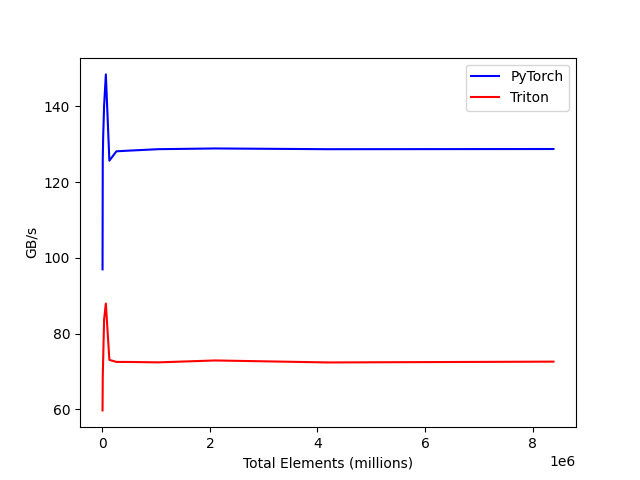 PyTorch
Triton
GB/s
140
120
100
80
60
0 2 4 6 8
1e6
Total Elements (millions)